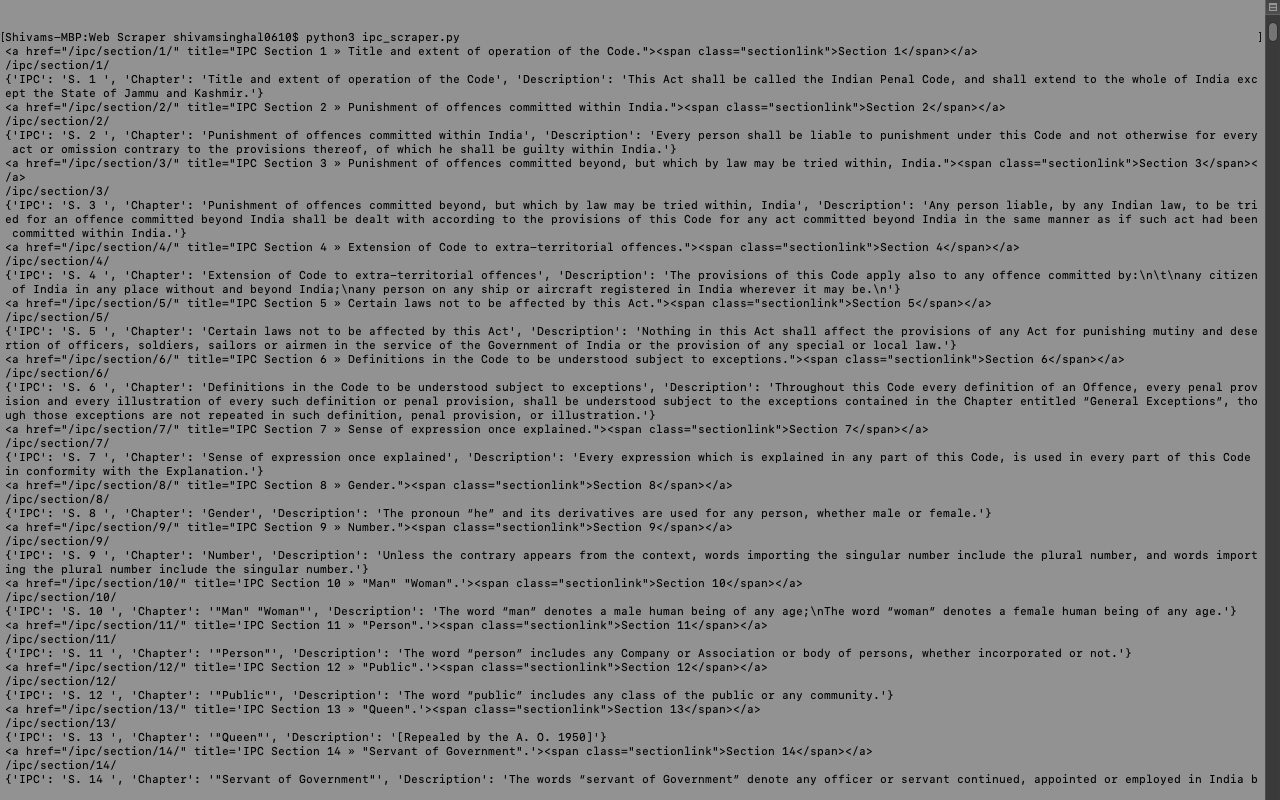 [Shivams-MBP:Web Scraper shivamsinghal0610$ python3 ipc_scraper.py ]
<a href="/ipc/section/1/" title="IPC Section 1 » Title and extent of operation of the Code."><span class="sectionlink">Section 1</span></a>
/ipc/section/1/
{'IPC': 'S. 1 ', 'Chapter': 'Title and extent of operation of the Code', 'Description': 'This Act shall be called the Indian Penal Code, and shall extend to the whole of India exc
ept the State of Jammu and Kashmir.'}
<a href="/ipc/section/2/" title="IPC Section 2 » Punishment of offences committed within India."><span class="sectionlink">Section 2</span></a>
/ipc/section/2/
{'IPC': 'S. 2 ', 'Chapter': 'Punishment of offences committed within India', 'Description': 'Every person shall be liable to punishment under this Code and not otherwise for every
 act or omission contrary to the provisions thereof, of which he shall be guilty within India.'}
<a href="/ipc/section/3/" title="IPC Section 3 » Punishment of offences committed beyond, but which by law may be tried within, India."><span class="sectionlink">Section 3</span><
/a>
/ipc/section/3/
{'IPC': 'S. 3 ', 'Chapter': 'Punishment of offences committed beyond, but which by law may be tried within, India', 'Description': 'Any person liable, by any Indian law, to be tri
ed for an offence committed beyond India shall be dealt with according to the provisions of this Code for any act committed beyond India in the same manner as if such act had been
 committed within India.'}
<a href="/ipc/section/4/" title="IPC Section 4 » Extension of Code to extra-territorial offences."><span class="sectionlink">Section 4</span></a>
/ipc/section/4/
{'IPC': 'S. 4 ', 'Chapter': 'Extension of Code to extra-territorial offences', 'Description': 'The provisions of this Code apply also to any offence committed by:\n\t\nany citizen
 of India in any place without and beyond India;\nany person on any ship or aircraft registered in India wherever it may be.\n'}
<a href="/ipc/section/5/" title="IPC Section 5 » Certain laws not to be affected by this Act."><span class="sectionlink">Section 5</span></a>
/ipc/section/5/
{'IPC': 'S. 5 ', 'Chapter': 'Certain laws not to be affected by this Act', 'Description': 'Nothing in this Act shall affect the provisions of any Act for punishing mutiny and dese
rtion of officers, soldiers, sailors or airmen in the service of the Government of India or the provision of any special or local law.'}
<a href="/ipc/section/6/" title="IPC Section 6 » Definitions in the Code to be understood subject to exceptions."><span class="sectionlink">Section 6</span></a>
/ipc/section/6/
{'IPC': 'S. 6 ', 'Chapter': 'Definitions in the Code to be understood subject to exceptions', 'Description': 'Throughout this Code every definition of an Offence, every penal prov
ision and every illustration of every such definition or penal provision, shall be understood subject to the exceptions contained in the Chapter entitled “General Exceptions”, tho
ugh those exceptions are not repeated in such definition, penal provision, or illustration.'}
<a href="/ipc/section/7/" title="IPC Section 7 » Sense of expression once explained."><span class="sectionlink">Section 7</span></a>
/ipc/section/7/
{'IPC': 'S. 7 ', 'Chapter': 'Sense of expression once explained', 'Description': 'Every expression which is explained in any part of this Code, is used in every part of this Code
in conformity with the Explanation.'}
<a href="/ipc/section/8/" title="IPC Section 8 » Gender."><span class="sectionlink">Section 8</span></a>
/ipc/section/8/
{'IPC': 'S. 8 ', 'Chapter': 'Gender', 'Description': 'The pronoun “he” and its derivatives are used for any person, whether male or female.'}
<a href="/ipc/section/9/" title="IPC Section 9 » Number."><span class="sectionlink">Section 9</span></a>
/ipc/section/9/
{'IPC': 'S. 9 ', 'Chapter': 'Number', 'Description': 'Unless the contrary appears from the context, words importing the singular number include the plural number, and words import
ing the plural number include the singular number.'}
<a href="/ipc/section/10/" title='IPC Section 10 » "Man" "Woman".'><span class="sectionlink">Section 10</span></a>
/ipc/section/10/
{'IPC': 'S. 10 ', 'Chapter': '"Man" "Woman"', 'Description': 'The word “man” denotes a male human being of any age;\nThe word “woman” denotes a female human being of any age.'}
<a href="/ipc/section/11/" title='IPC Section 11 » "Person".'><span class="sectionlink">Section 11</span></a>
/ipc/section/11/
{'IPC': 'S. 11 ', 'Chapter': '"Person"', 'Description': 'The word “person” includes any Company or Association or body of persons, whether incorporated or not.'}
<a href="/ipc/section/12/" title='IPC Section 12 » "Public".'><span class="sectionlink">Section 12</span></a>
/ipc/section/12/
{'IPC': 'S. 12 ', 'Chapter': '"Public"', 'Description': 'The word “public” includes any class of the public or any community.'}
<a href="/ipc/section/13/" title='IPC Section 13 » "Queen".'><span class="sectionlink">Section 13</span></a>
/ipc/section/13/
{'IPC': 'S. 13 ', 'Chapter': '"Queen"', 'Description': '[Repealed by the A. O. 1950]'}
<a href="/ipc/section/14/" title='IPC Section 14 » "Servant of Government".'><span class="sectionlink">Section 14</span></a>
/ipc/section/14/
{'IPC': 'S. 14 ', 'Chapter': '"Servant of Government"', 'Description': 'The words “servant of Government” denote any officer or servant continued, appointed or employed in India b